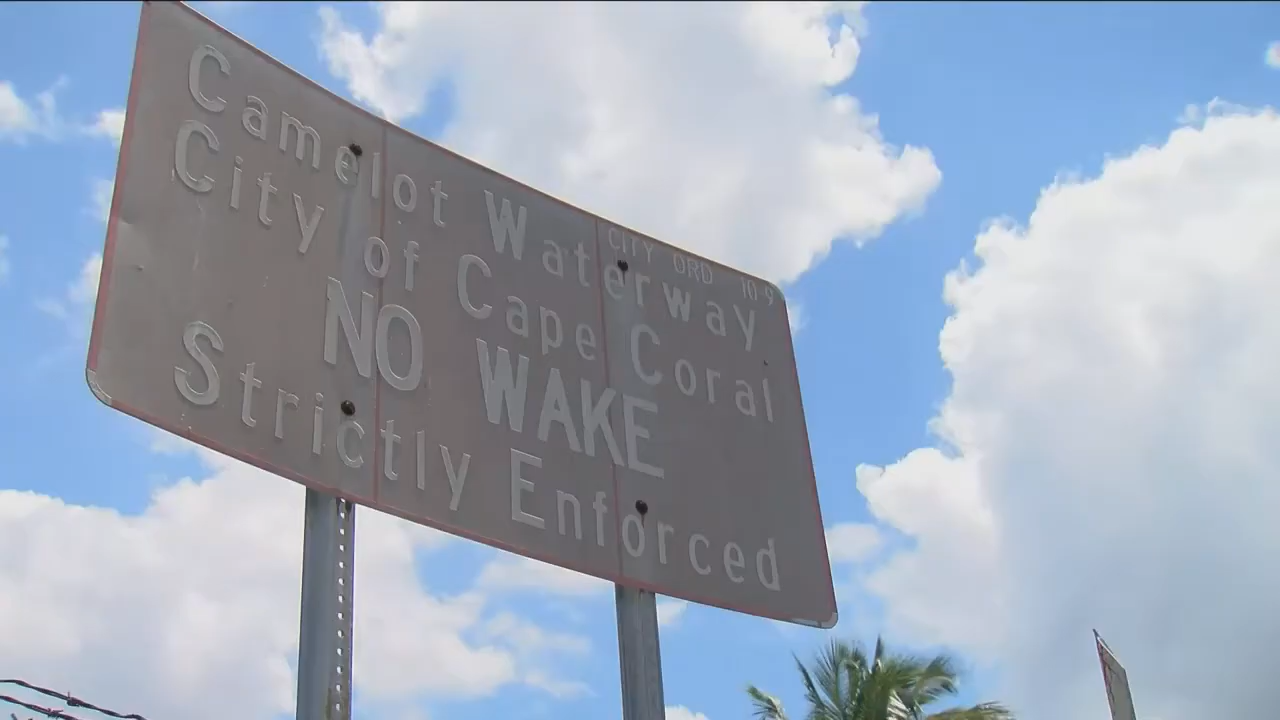 CITY ORD 10 9
Camelot Waterway
City of Cape Coral
NO WAKE
Strictly Enforced